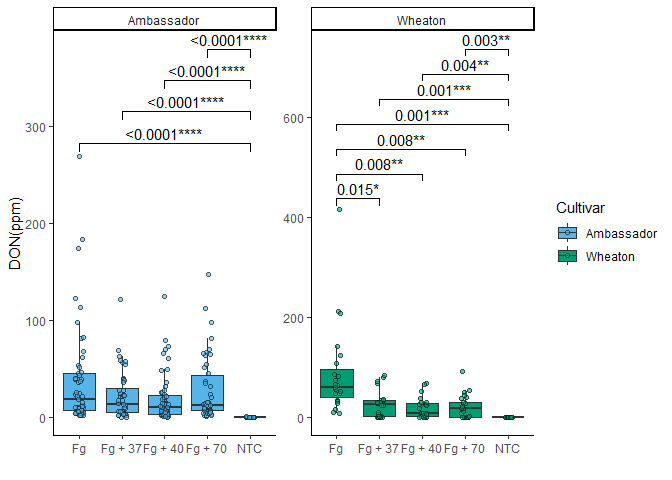 Ambassador
Wheaton
<0.0001****
<0.0001****
<0.0001****
<0.0001****
0.003**
0.004**
0.001***
0.001***
0.008**
0.008**
0.015*
DON(ppm)
300
200
100
0
600
400
200
0
Fg
Fg + 37
Fg + 40
Fg + 70
NTC
Fg
Fg + 37
Fg + 40
Fg + 70
NTC
Cultivar
Ambassador
Wheaton